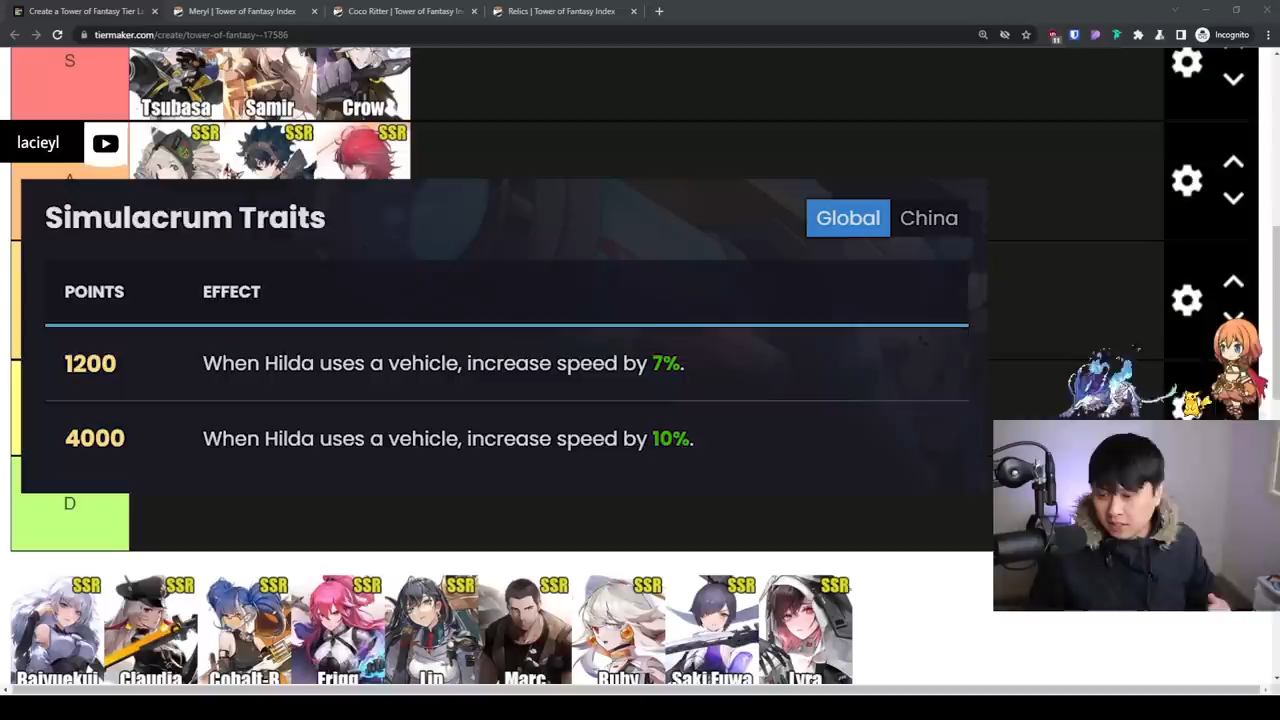 Create a Tower of Fantasy Tier L
Meryl | Tower of Fantasy Index
Coco Ritter | Tower of Fantasy In
Relics | Tower of Fantasy Index
tiermaker.com/create/tower-of-fantasy--17586
11
Incognito
S
Tsubasa
Samir
Crow
lacieyl
SSR
SSR
SSR
A
Simulacrum Traits
Global
China
POINTS
EFFECT
1200
When Hilda uses a vehicle, increase speed by 7%.
4000
When Hilda uses a vehicle, increase speed by 10%.
D
SSR
SSR
SSR
SSR
SSR
SSR
SSR
SSR
SSR
Baiyuekui
Claudia
Cobalt-B
Frigg
Lin
Marc
Ruby
Saki Fuwa
Lyra